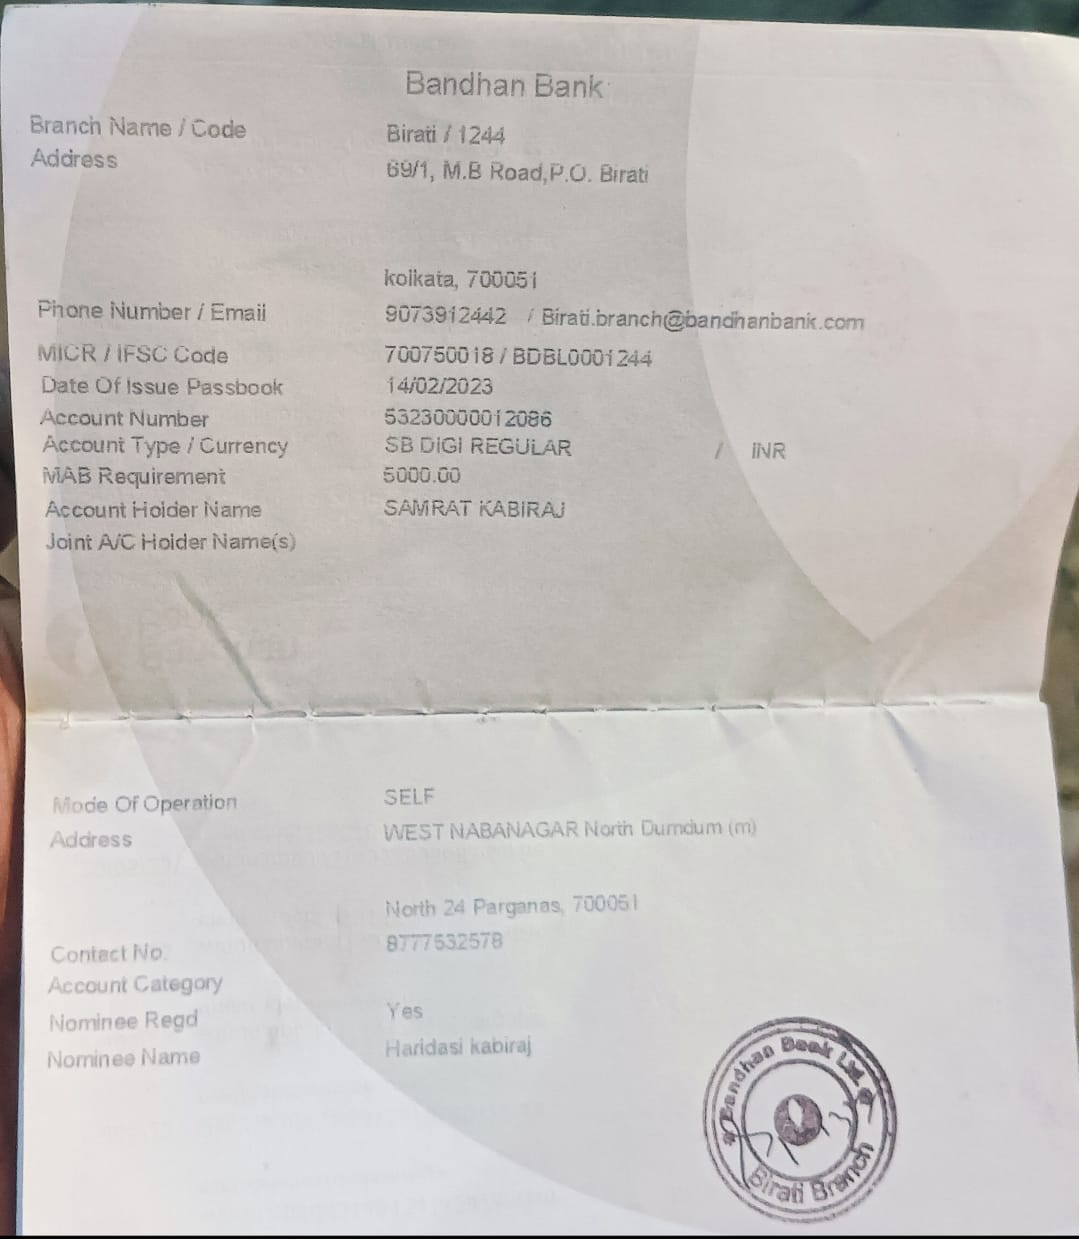 Bandhan Bank
Branch Name / Code Birati / 1244
Address 69/1, M.B Road,P.O. Birati
kolkata, 700051
Phone Number / Email 9073912442 / Birati.branch@bandhanbank.com
MICR / IFSC Code 700750018 / BDBL0001244
Date Of Issue Passbook 14/02/2023
Account Number 53230000012086
Account Type / Currency SB DIGI REGULAR / INR
MAB Requirement 5000.00
Account Holder Name SAMRAT KABIRAJ
Joint A/C Holder Name(s)
Mode Of Operation SELF
Address WEST NABANAGAR North Dumdum (m)
North 24 Parganas, 700051
Contact No. 8777532578
Account Category
Nominee Regd Yes
Nominee Name Haridasi kabiraj
Bandhan Bank Ltd.
Birati Branch